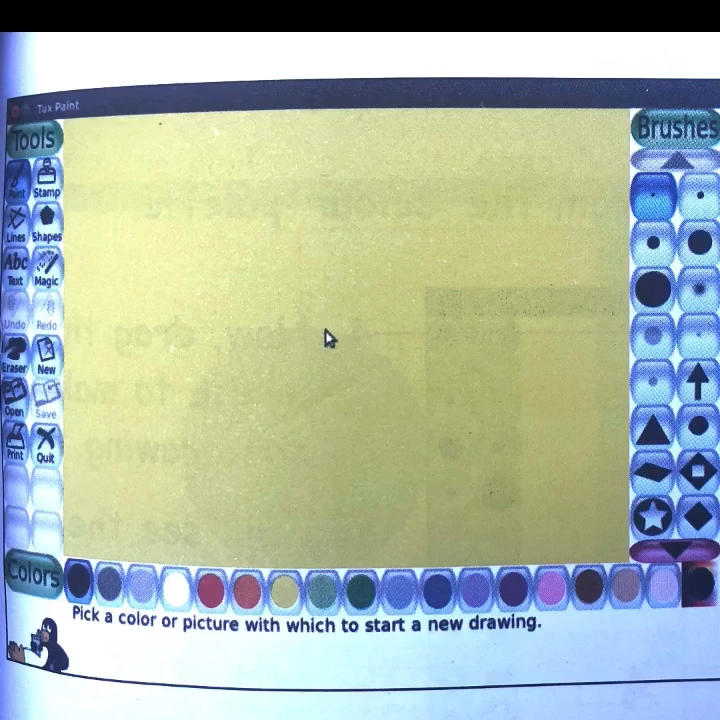 Tux Paint
Tools
Brushes
Paint Stamp
Lines Shapes
Abc
Text Magic
Undo Redo
Eraser New
Open Save
Print Quit
Colors
Pick a color or picture with which to start a new drawing.